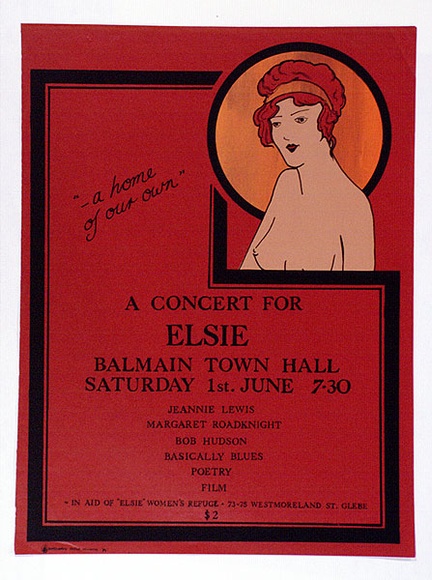 "— a home
of our own"
A CONCERT FOR
ELSIE
BALMAIN TOWN HALL
SATURDAY 1st. JUNE 7·30
JEANNIE LEWIS
MARGARET ROADKNIGHT
BOB HUDSON
BASICALLY BLUES
POETRY
FILM
- IN AID OF "ELSIE" WOMEN'S REFUGE - 73-75 WESTMORELAND ST. GLEBE
$2